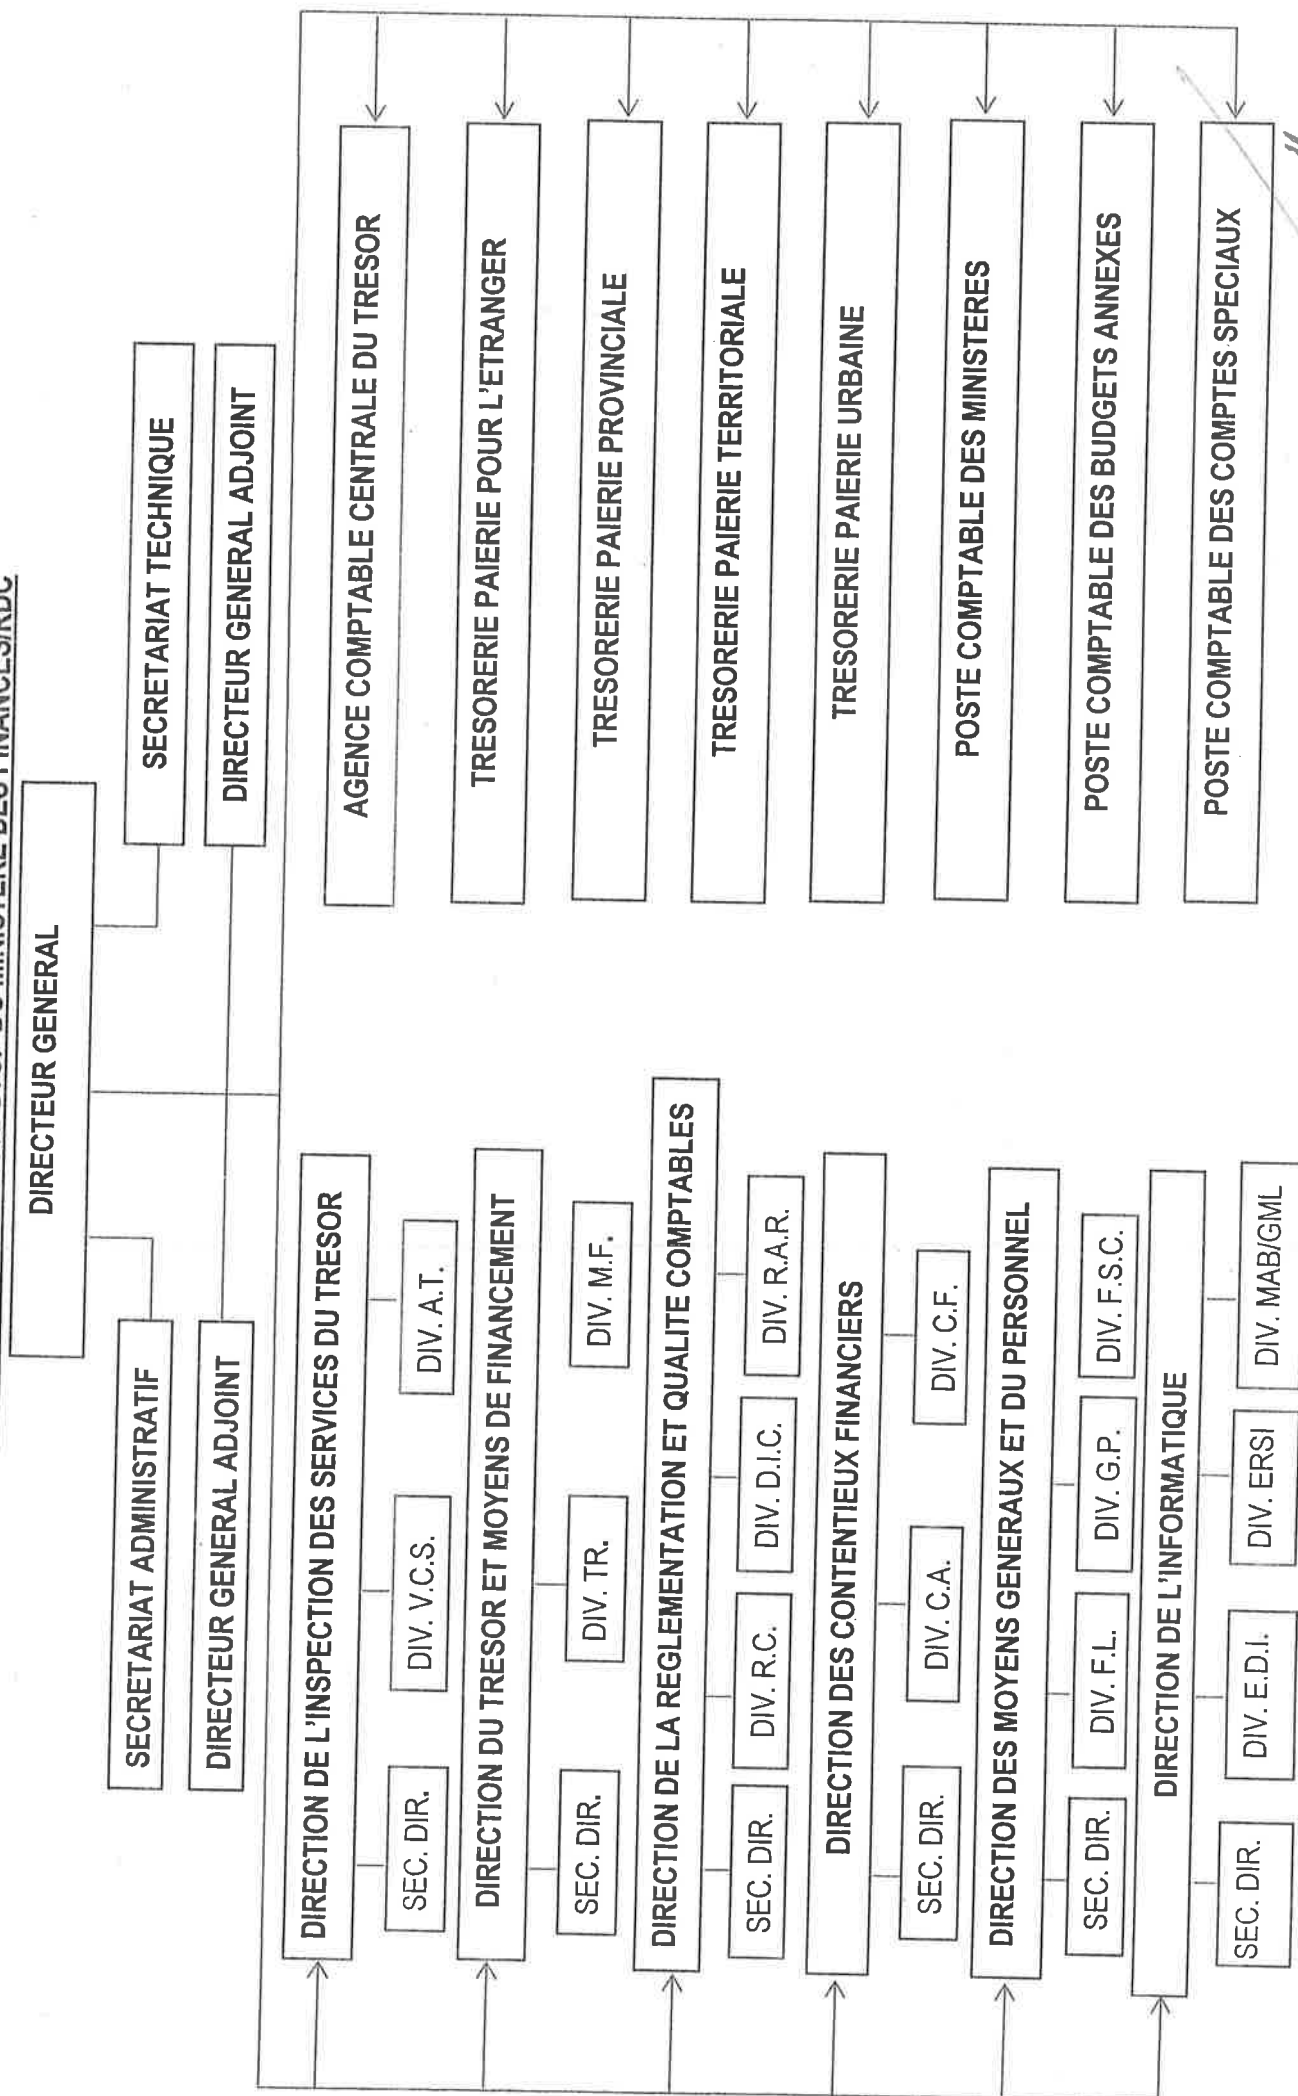 DU MINISTERE DES FINANCES/RDC
DIRECTEUR GENERAL
SECRETARIAT ADMINISTRATIF
SECRETARIAT TECHNIQUE
DIRECTEUR GENERAL ADJOINT
DIRECTEUR GENERAL ADJOINT
DIRECTION DE L'INSPECTION DES SERVICES DU TRESOR
SEC. DIR.
DIV. V.C.S.
DIV. A.T.
DIRECTION DU TRESOR ET MOYENS DE FINANCEMENT
SEC. DIR.
DIV. TR.
DIV. M.F.
DIRECTION DE LA REGLEMENTATION ET QUALITE COMPTABLES
SEC. DIR.
DIV. R.C.
DIV. D.I.C.
DIV. R.A.R.
DIRECTION DES CONTENTIEUX FINANCIERS
SEC. DIR.
DIV. C.A.
DIV. C.F.
DIRECTION DES MOYENS GENERAUX ET DU PERSONNEL
SEC. DIR.
DIV. F.L.
DIV. G.P.
DIV. F.S.C.
DIRECTION DE L'INFORMATIQUE
SEC. DIR.
DIV. E.D.I.
DIV. ERSI
DIV. MAB/GML
AGENCE COMPTABLE CENTRALE DU TRESOR
TRESORERIE PAIERIE POUR L'ETRANGER
TRESORERIE PAIERIE PROVINCIALE
TRESORERIE PAIERIE TERRITORIALE
TRESORERIE PAIERIE URBAINE
POSTE COMPTABLE DES MINISTERES
POSTE COMPTABLE DES BUDGETS ANNEXES
POSTE COMPTABLE DES COMPTES SPECIAUX